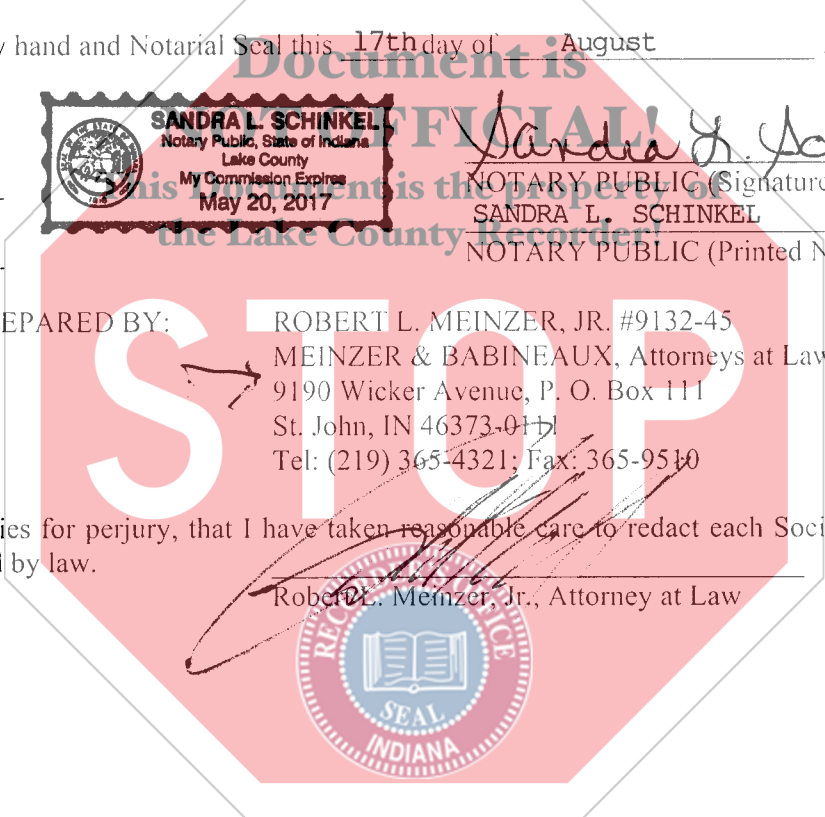 hand and Notarial Seal this 17th day of August
Document is
NOT OFFICIAL!
This Document is the property of
the Lake County Recorder!
SANDRA L. SCHINKEL
Notary Public, State of Indiana
Lake County
My Commission Expires
May 20, 2017
Sandra L. Sc
NOTARY PUBLIC (Signature
SANDRA L. SCHINKEL
NOTARY PUBLIC (Printed N
STOP
EPARED BY:
ROBERT L. MEINZER, JR. #9132-45
MEINZER & BABINEAUX, Attorneys at Law
9190 Wicker Avenue, P. O. Box 111
St. John, IN 46373-0111
Tel: (219) 365-4321; Fax: 365-9510
ies for perjury, that I have taken reasonable care to redact each Soci
by law.
Robert L. Meinzer, Jr., Attorney at Law
RECORDER'S OFFICE
SEAL
INDIANA